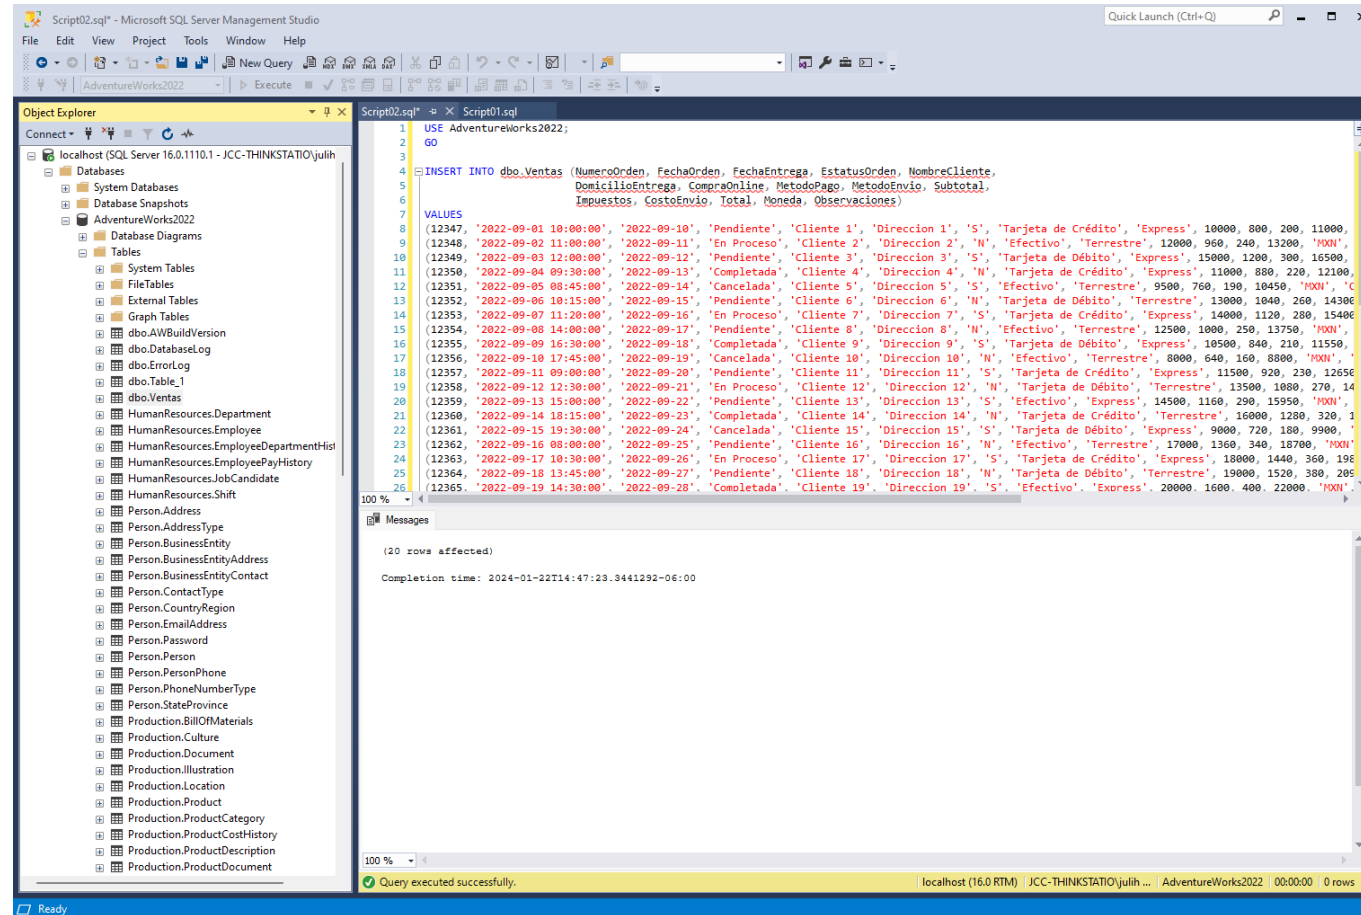 Script02.sql* - Microsoft SQL Server Management Studio
Quick Launch (Ctrl+Q)
File Edit View Project Tools Window Help
New Query
AdventureWorks2022
Execute
Object Explorer
Connect
localhost (SQL Server 16.0.1110.1 - JCC-THINKSTATIO\julih
Databases
System Databases
Database Snapshots
AdventureWorks2022
Database Diagrams
Tables
System Tables
FileTables
External Tables
Graph Tables
dbo.AWBuildVersion
dbo.DatabaseLog
dbo.ErrorLog
dbo.Table_1
dbo.Ventas
HumanResources.Department
HumanResources.Employee
HumanResources.EmployeeDepartmentHist
HumanResources.EmployeePayHistory
HumanResources.JobCandidate
HumanResources.Shift
Person.Address
Person.AddressType
Person.BusinessEntity
Person.BusinessEntityAddress
Person.BusinessEntityContact
Person.ContactType
Person.CountryRegion
Person.EmailAddress
Person.Password
Person.Person
Person.PersonPhone
Person.PhoneNumberType
Person.StateProvince
Production.BillOfMaterials
Production.Culture
Production.Document
Production.Illustration
Production.Location
Production.Product
Production.ProductCategory
Production.ProductCostHistory
Production.ProductDescription
Production.ProductDocument
Script02.sql* Script01.sql
1 USE AdventureWorks2022;
2 GO
3
4 INSERT INTO dbo.Ventas (NumeroOrden, FechaOrden, FechaEntrega, EstatusOrden, NombreCliente,
5 DomicilioEntrega, CompraOnline, MetodoPago, MetodoEnvio, Subtotal,
6 Impuestos, CostoEnvio, Total, Moneda, Observaciones)
7 VALUES
8 (12347, '2022-09-01 10:00:00', '2022-09-10', 'Pendiente', 'Cliente 1', 'Direccion 1', 'S', 'Tarjeta de Crédito', 'Express', 10000, 800, 200, 11000,
9 (12348, '2022-09-02 11:00:00', '2022-09-11', 'En Proceso', 'Cliente 2', 'Direccion 2', 'N', 'Efectivo', 'Terrestre', 12000, 960, 240, 13200, 'MXN',
10 (12349, '2022-09-03 12:00:00', '2022-09-12', 'Pendiente', 'Cliente 3', 'Direccion 3', 'S', 'Tarjeta de Débito', 'Express', 15000, 1200, 300, 16500,
11 (12350, '2022-09-04 09:30:00', '2022-09-13', 'Completada', 'Cliente 4', 'Direccion 4', 'N', 'Tarjeta de Crédito', 'Express', 11000, 880, 220, 12100,
12 (12351, '2022-09-05 08:45:00', '2022-09-14', 'Cancelada', 'Cliente 5', 'Direccion 5', 'S', 'Efectivo', 'Terrestre', 9500, 760, 190, 10450, 'MXN', 'C
13 (12352, '2022-09-06 10:15:00', '2022-09-15', 'Pendiente', 'Cliente 6', 'Direccion 6', 'N', 'Tarjeta de Débito', 'Terrestre', 13000, 1040, 260, 14300
14 (12353, '2022-09-07 11:20:00', '2022-09-16', 'En Proceso', 'Cliente 7', 'Direccion 7', 'S', 'Tarjeta de Crédito', 'Express', 14000, 1120, 280, 15400
15 (12354, '2022-09-08 14:00:00', '2022-09-17', 'Pendiente', 'Cliente 8', 'Direccion 8', 'N', 'Efectivo', 'Terrestre', 12500, 1000, 250, 13750, 'MXN',
16 (12355, '2022-09-09 16:30:00', '2022-09-18', 'Completada', 'Cliente 9', 'Direccion 9', 'S', 'Tarjeta de Débito', 'Express', 10500, 840, 210, 11550,
17 (12356, '2022-09-10 17:45:00', '2022-09-19', 'Cancelada', 'Cliente 10', 'Direccion 10', 'N', 'Efectivo', 'Terrestre', 8000, 640, 160, 8800, 'MXN', '
18 (12357, '2022-09-11 09:00:00', '2022-09-20', 'Pendiente', 'Cliente 11', 'Direccion 11', 'S', 'Tarjeta de Crédito', 'Express', 11500, 920, 230, 12650
19 (12358, '2022-09-12 12:30:00', '2022-09-21', 'En Proceso', 'Cliente 12', 'Direccion 12', 'N', 'Tarjeta de Débito', 'Terrestre', 13500, 1080, 270, 14
20 (12359, '2022-09-13 15:00:00', '2022-09-22', 'Pendiente', 'Cliente 13', 'Direccion 13', 'S', 'Efectivo', 'Express', 14500, 1160, 290, 15950, 'MXN',
21 (12360, '2022-09-14 18:15:00', '2022-09-23', 'Completada', 'Cliente 14', 'Direccion 14', 'N', 'Tarjeta de Crédito', 'Terrestre', 16000, 1280, 320, 1
22 (12361, '2022-09-15 19:30:00', '2022-09-24', 'Cancelada', 'Cliente 15', 'Direccion 15', 'S', 'Tarjeta de Débito', 'Express', 9000, 720, 180, 9900, '
23 (12362, '2022-09-16 08:00:00', '2022-09-25', 'Pendiente', 'Cliente 16', 'Direccion 16', 'N', 'Efectivo', 'Terrestre', 17000, 1360, 340, 18700, 'MXN'
24 (12363, '2022-09-17 10:30:00', '2022-09-26', 'En Proceso', 'Cliente 17', 'Direccion 17', 'S', 'Tarjeta de Crédito', 'Express', 18000, 1440, 360, 198
25 (12364, '2022-09-18 13:45:00', '2022-09-27', 'Pendiente', 'Cliente 18', 'Direccion 18', 'N', 'Tarjeta de Débito', 'Terrestre', 19000, 1520, 380, 209
26 (12365, '2022-09-19 14:30:00', '2022-09-28', 'Completada', 'Cliente 19', 'Direccion 19', 'S', 'Efectivo', 'Express', 20000, 1600, 400, 22000, 'MXN',
100 %
Messages
(20 rows affected)
Completion time: 2024-01-22T14:47:23.3441292-06:00
100 %
Query executed successfully.
localhost (16.0 RTM) JCC-THINKSTATIO\julih ... AdventureWorks2022 00:00:00 0 rows
Ready